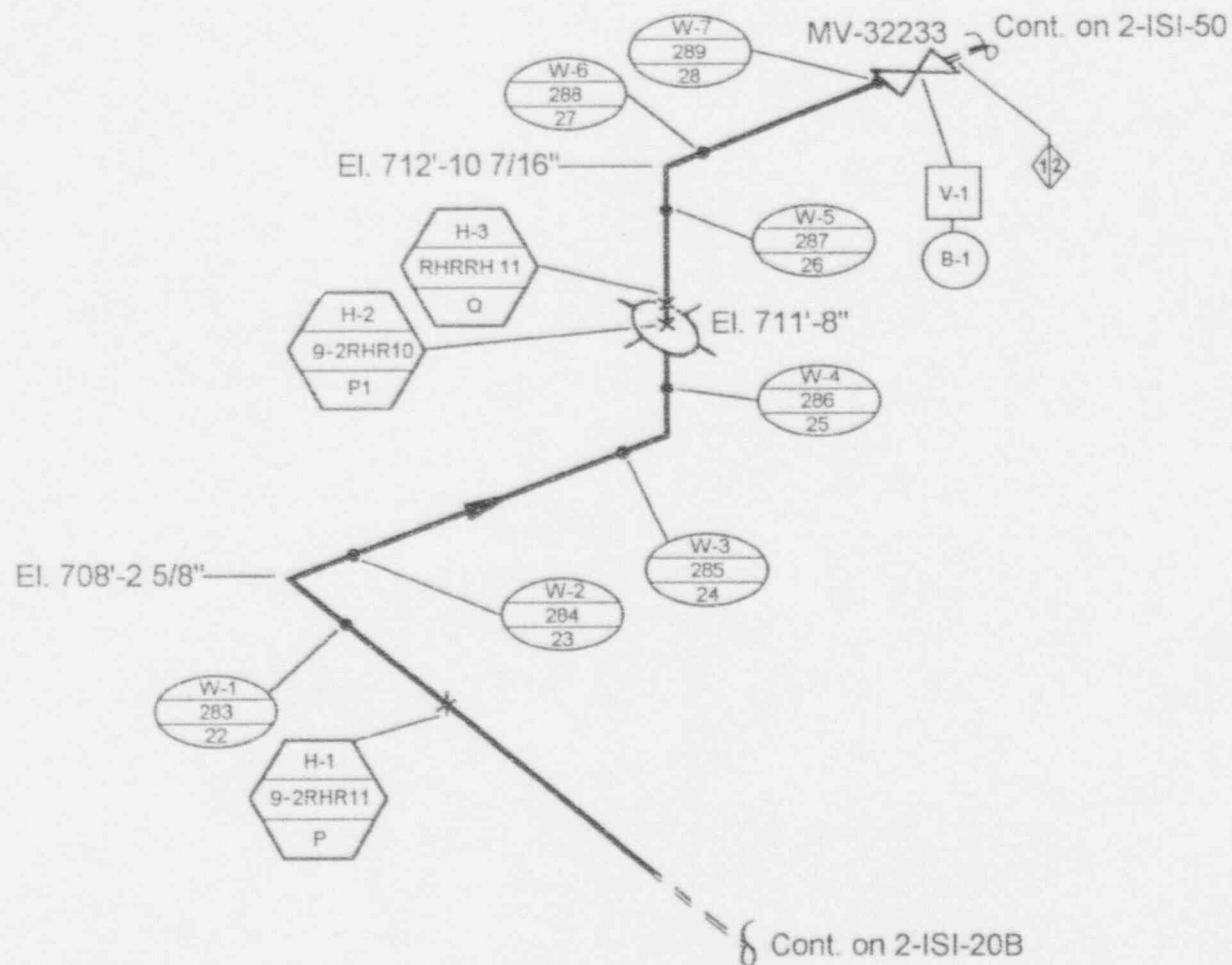 W-7
289
28
MV-32233
Cont. on 2-ISI-50
W-6
288
27
El. 712'-10 7/16"
1
2
V-1
B-1
W-5
287
26
H-3
RHRRH 11
Q
H-2
9-2RHR10
P1
El. 711'-8"
W-4
286
25
W-3
285
24
El. 708'-2 5/8"
W-2
284
23
W-1
283
22
H-1
9-2RHR11
P
Cont. on 2-ISI-20B